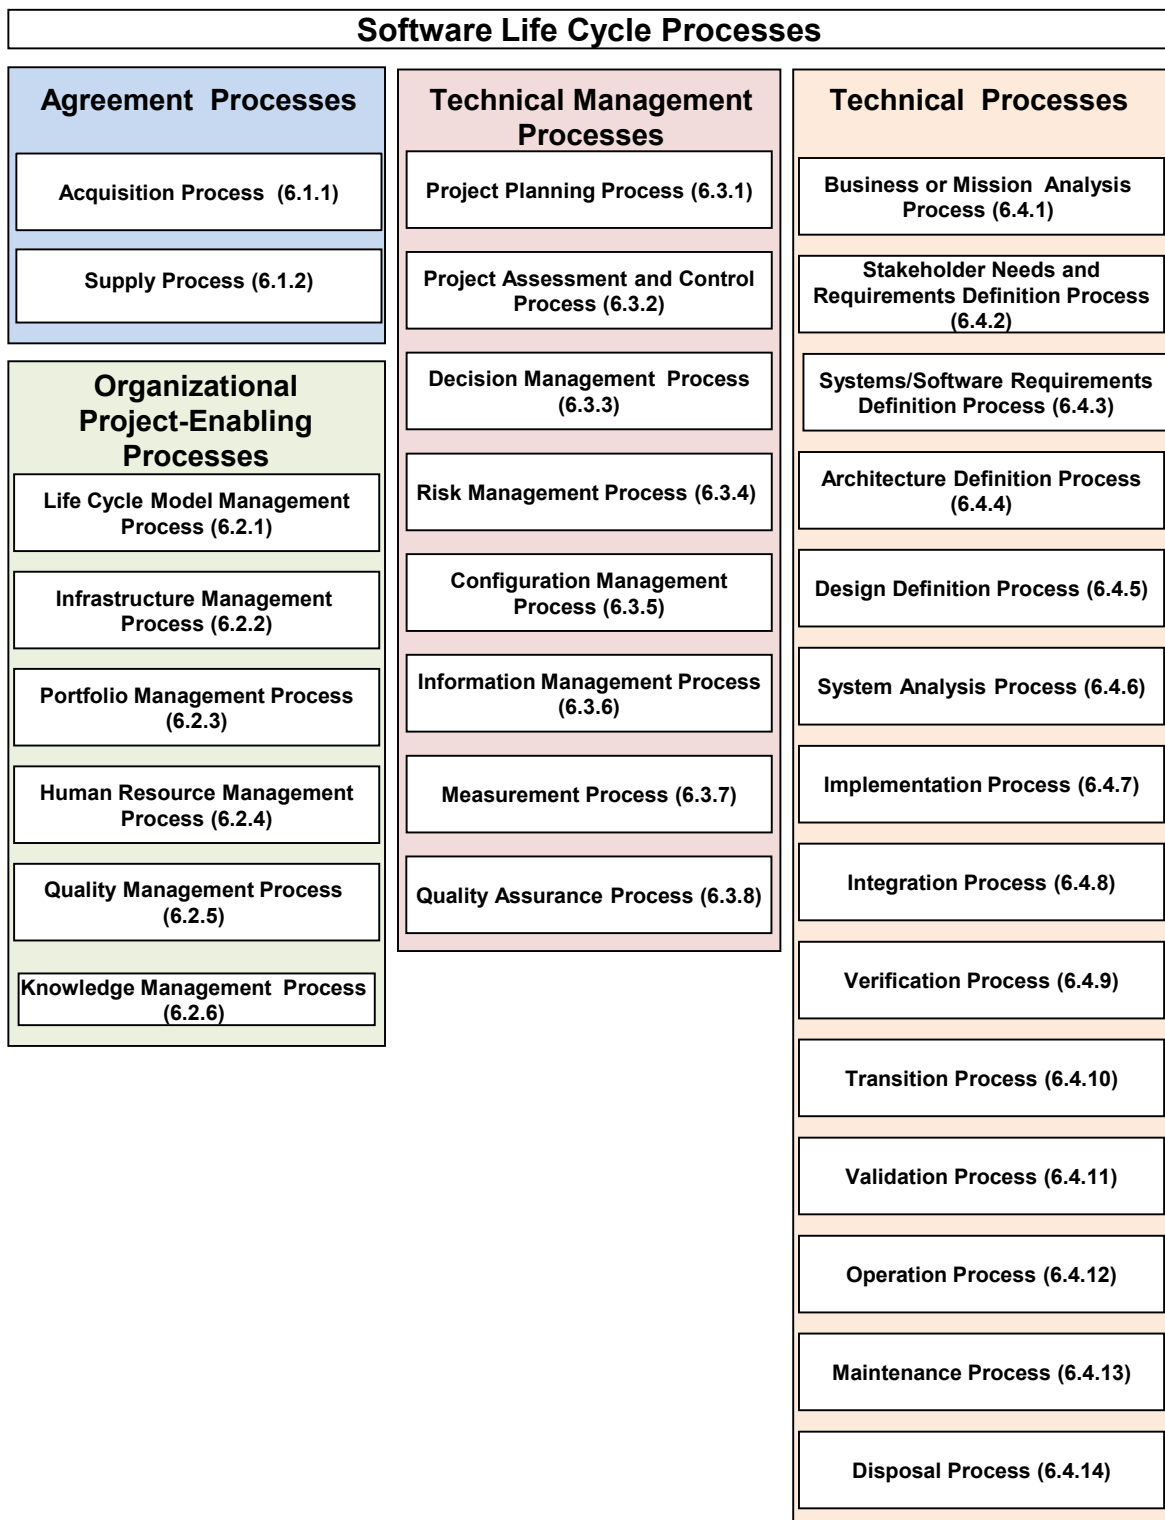 Software Life Cycle Processes
Agreement Processes
Acquisition Process (6.1.1)
Supply Process (6.1.2)
Organizational
Project-Enabling
Processes
Life Cycle Model Management
Process (6.2.1)
Infrastructure Management
Process (6.2.2)
Portfolio Management Process
(6.2.3)
Human Resource Management
Process (6.2.4)
Quality Management Process
(6.2.5)
Knowledge Management Process
(6.2.6)
Technical Management
Processes
Project Planning Process (6.3.1)
Project Assessment and Control
Process (6.3.2)
Decision Management Process
(6.3.3)
Risk Management Process (6.3.4)
Configuration Management
Process (6.3.5)
Information Management Process
(6.3.6)
Measurement Process (6.3.7)
Quality Assurance Process (6.3.8)
Technical Processes
Business or Mission Analysis
Process (6.4.1)
Stakeholder Needs and
Requirements Definition Process
(6.4.2)
Systems/Software Requirements
Definition Process (6.4.3)
Architecture Definition Process
(6.4.4)
Design Definition Process (6.4.5)
System Analysis Process (6.4.6)
Implementation Process (6.4.7)
Integration Process (6.4.8)
Verification Process (6.4.9)
Transition Process (6.4.10)
Validation Process (6.4.11)
Operation Process (6.4.12)
Maintenance Process (6.4.13)
Disposal Process (6.4.14)